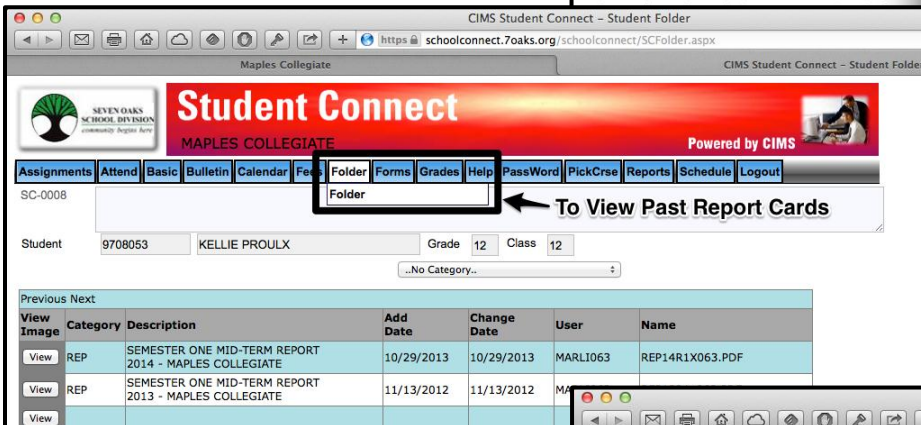 CIMS Student Connect – Student Folder
https schoolconnect.7oaks.org/schoolconnect/SCFolder.aspx
Maples Collegiate
CIMS Student Connect – Student Folde
SEVEN OAKS
SCHOOL DIVISION
community begins here
Student Connect
MAPLES COLLEGIATE
Powered by CIMS
Assignments Attend Basic Bulletin Calendar Fees Folder Forms Grades Help PassWord PickCrse Reports Schedule Logout
SC-0008
Folder
To View Past Report Cards
Student 9708053 KELLIE PROULX Grade 12 Class 12
..No Category..
Previous Next
View Image Category Description Add Date Change Date User Name
View REP SEMESTER ONE MID-TERM REPORT 2014 - MAPLES COLLEGIATE 10/29/2013 10/29/2013 MARLI063 REP14R1X063.PDF
View REP SEMESTER ONE MID-TERM REPORT 2013 - MAPLES COLLEGIATE 11/13/2012 11/13/2012
View